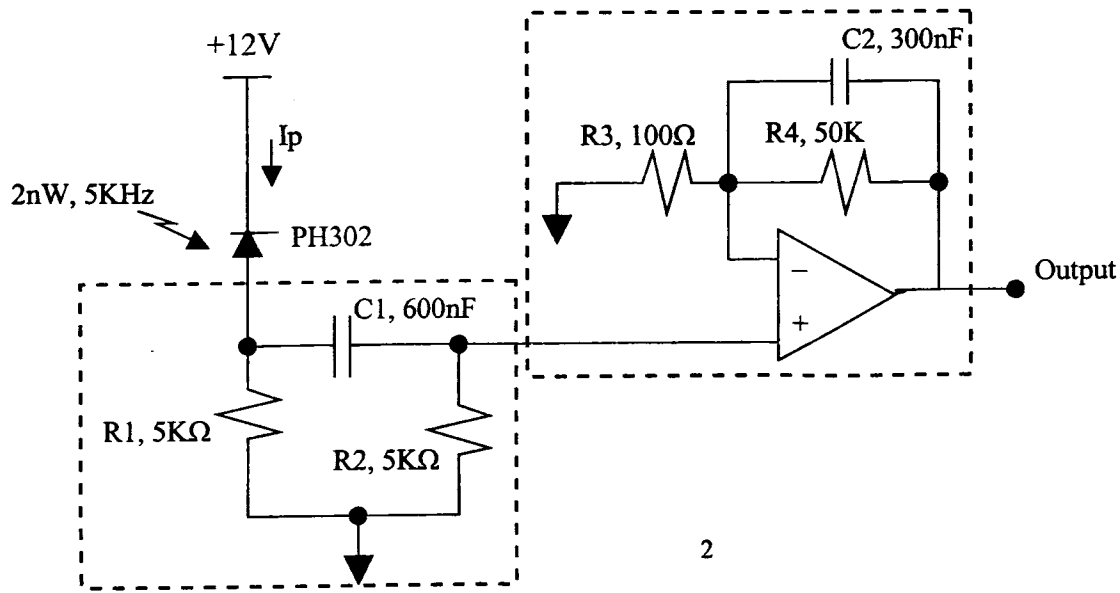 +12V
C2, 300nF
Ip
R3, 100Ω
R4, 50K
2nW, 5KHz
PH302
−
Output
+
C1, 600nF
R1, 5KΩ
R2, 5KΩ
2